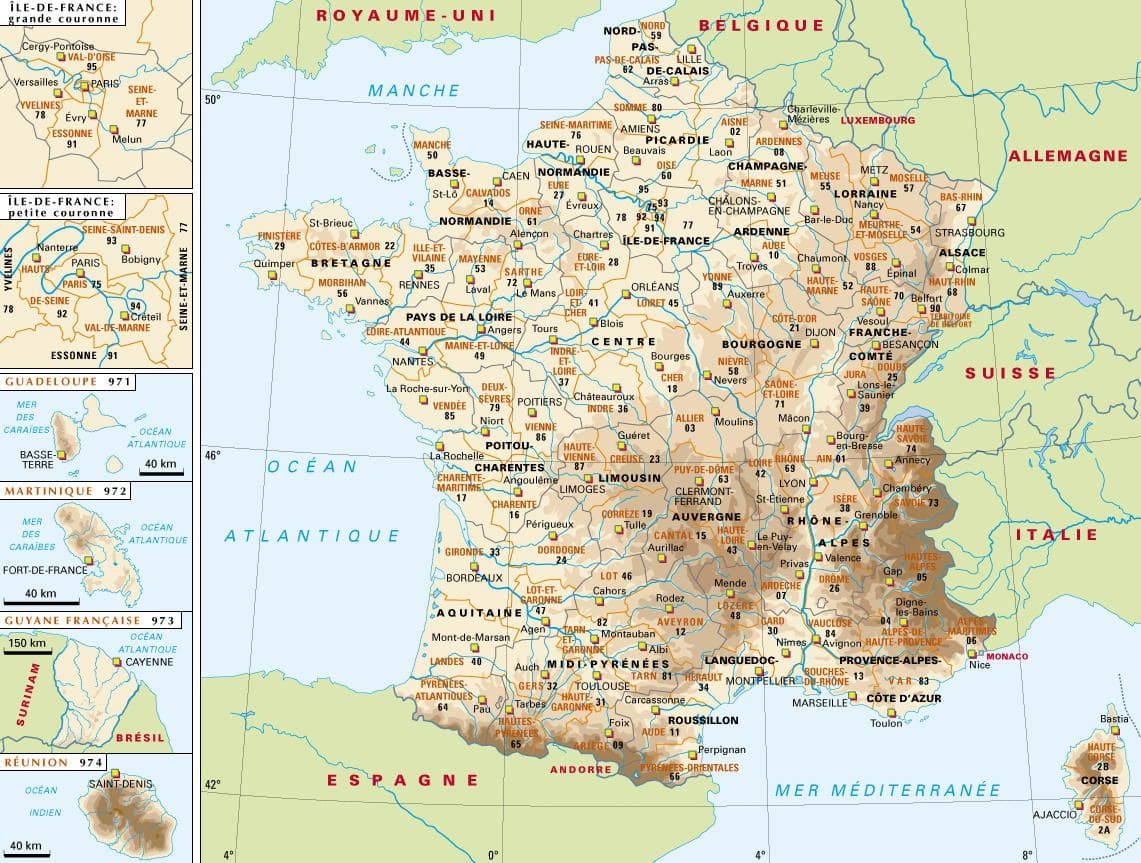 ÎLE-DE-FRANCE:
grande couronne
Cergy-Pontoise
VAL-D'OISE
95
Versailles
PARIS
YVELINES
78
SEINE-
ET-
MARNE
77
Évry
ESSONNE
91
Melun
ÎLE-DE-FRANCE:
petite couronne
SEINE-SAINT-DENIS
93
77
Nanterre
Bobigny
YVELINES
HAUTS-
PARIS
PARIS 75
DE-SEINE
92
94
Créteil
VAL-DE-MARNE
SEINE-ET-MARNE
78
ESSONNE 91
GUADELOUPE 971
MER
DES
CARAÏBES
OCÉAN
ATLANTIQUE
BASSE-
TERRE
40 km
MARTINIQUE 972
MER
DES
CARAÏBES
OCÉAN
ATLANTIQUE
FORT-DE-FRANCE
40 km
GUYANE FRANÇAISE 973
150 km
OCÉAN
ATLANTIQUE
CAYENNE
SURINAM
BRÉSIL
RÉUNION 974
SAINT-DENIS
OCÉAN
INDIEN
40 km
ROYAUME-UNI
BELGIQUE
NORD-
PAS-
DE-CALAIS
NORD
59
PAS-DE-CALAIS
62
LILLE
Arras
MANCHE
50°
SOMME 80
AMIENS
PICARDIE
AISNE
02
Laon
Charleville-
Mézières
LUXEMBOURG
ARDENNES
08
ALLEMAGNE
SEINE-MARITIME
76
HAUTE-
NORMANDIE
ROUEN
Beauvais
OISE
60
MANCHE
50
BASSE-
NORMANDIE
CAEN
St-Lô
CALVADOS
14
EURE
27
Évreux
CHAMPAGNE-
ARDENNE
MARNE 51
CHÂLONS-
EN-CHAMPAGNE
MEUSE
55
METZ
MOSELLE
57
LORRAINE
Nancy
Bar-le-Duc
MEURTHE-
ET-MOSELLE
54
BAS-RHIN
67
STRASBOURG
ALSACE
Colmar
HAUT-RHIN
68
95
75
93
92
94
78
91
77
ÎLE-DE-FRANCE
ORNE
61
Alençon
Chartres
EURE-
ET-LOIR
28
St-Brieuc
FINISTÈRE
29
CÔTES-D'ARMOR 22
BRETAGNE
Quimper
MORBIHAN
56
Vannes
ILLE-ET-
VILAINE
35
RENNES
MAYENNE
53
Laval
SARTHE
72
Le Mans
LOIR-
ET-
CHER
41
Blois
ORLÉANS
LOIRET 45
YONNE
89
Auxerre
AUBE
10
Troyes
Chaumont
HAUTE-
MARNE
52
VOSGES
88
Épinal
HAUTE-
SAÔNE
70
Vesoul
Belfort
90
TERRITOIRE
DE BELFORT
PAYS DE LA LOIRE
LOIRE-ATLANTIQUE
44
NANTES
Angers
MAINE-ET-LOIRE
49
Tours
INDRE-
ET-
LOIRE
37
CENTRE
Bourges
CHER
18
NIÈVRE
58
Nevers
BOURGOGNE
CÔTE-D'OR
21
DIJON
FRANCHE-
COMTÉ
BESANÇON
DOUBS
25
JURA
39
Lons-le-
Saunier
SUISSE
La Roche-sur-Yon
VENDÉE
85
DEUX-
SÈVRES
79
Niort
POITIERS
VIENNE
86
Châteauroux
INDRE 36
ALLIER
03
Moulins
SAÔNE-
ET-LOIRE
71
Mâcon
46°
La Rochelle
POITOU-
CHARENTES
CHARENTE-
MARITIME
17
Angoulême
CHARENTE
16
HAUTE-
VIENNE
87
LIMOGES
LIMOUSIN
Guéret
CREUSE 23
PUY-DE-DÔME
63
CLERMONT-
FERRAND
LOIRE
42
RHÔNE
69
LYON
AIN 01
Bourg-
en-Bresse
HAUTE-
SAVOIE
74
Annecy
Chambéry
SAVOIE 73
OCÉAN
ATLANTIQUE
Périgueux
DORDOGNE
24
CORRÈZE 19
Tulle
AUVERGNE
CANTAL 15
Aurillac
HAUTE-
LOIRE
43
Le Puy-
en-Velay
St-Étienne
RHÔNE-
ALPES
ISÈRE
38
Grenoble
Valence
Privas
ARDÈCHE
07
DRÔME
26
HAUTES-
ALPES
05
Gap
ITALIE
GIRONDE 33
BORDEAUX
AQUITAINE
LOT-ET-
GARONNE
47
Agen
LOT 46
Cahors
82
TARN-
ET-
GARONNE
Montauban
Rodez
AVEYRON
12
Mende
LOZÈRE
48
GARD
30
Nîmes
VAUCLUSE
84
Avignon
Digne-
les-Bains
04
ALPES-DE-
HAUTE-PROVENCE
ALPES-
MARITIMES
06
Nice
MONACO
Mont-de-Marsan
LANDES 40
PYRÉNÉES-
ATLANTIQUES
64
Pau
Tarbes
HAUTES-
PYRÉNÉES
65
Auch
GERS 32
MIDI-PYRÉNÉES
TOULOUSE
HAUTE-
GARONNE
31
Albi
TARN 81
LANGUEDOC-
ROUSSILLON
HÉRAULT
34
MONTPELLIER
Carcassonne
AUDE 11
Foix
ARIÈGE 09
Perpignan
PYRÉNÉES-ORIENTALES
66
BOUCHES-
DU-RHÔNE
13
MARSEILLE
PROVENCE-ALPES-
CÔTE D'AZUR
VAR 83
Toulon
ESPAGNE
ANDORRE
MER MÉDITERRANÉE
42°
Bastia
HAUTE-
CORSE
2B
CORSE
AJACCIO
CORSE-
DU-SUD
2A
4°
0°
4°
8°